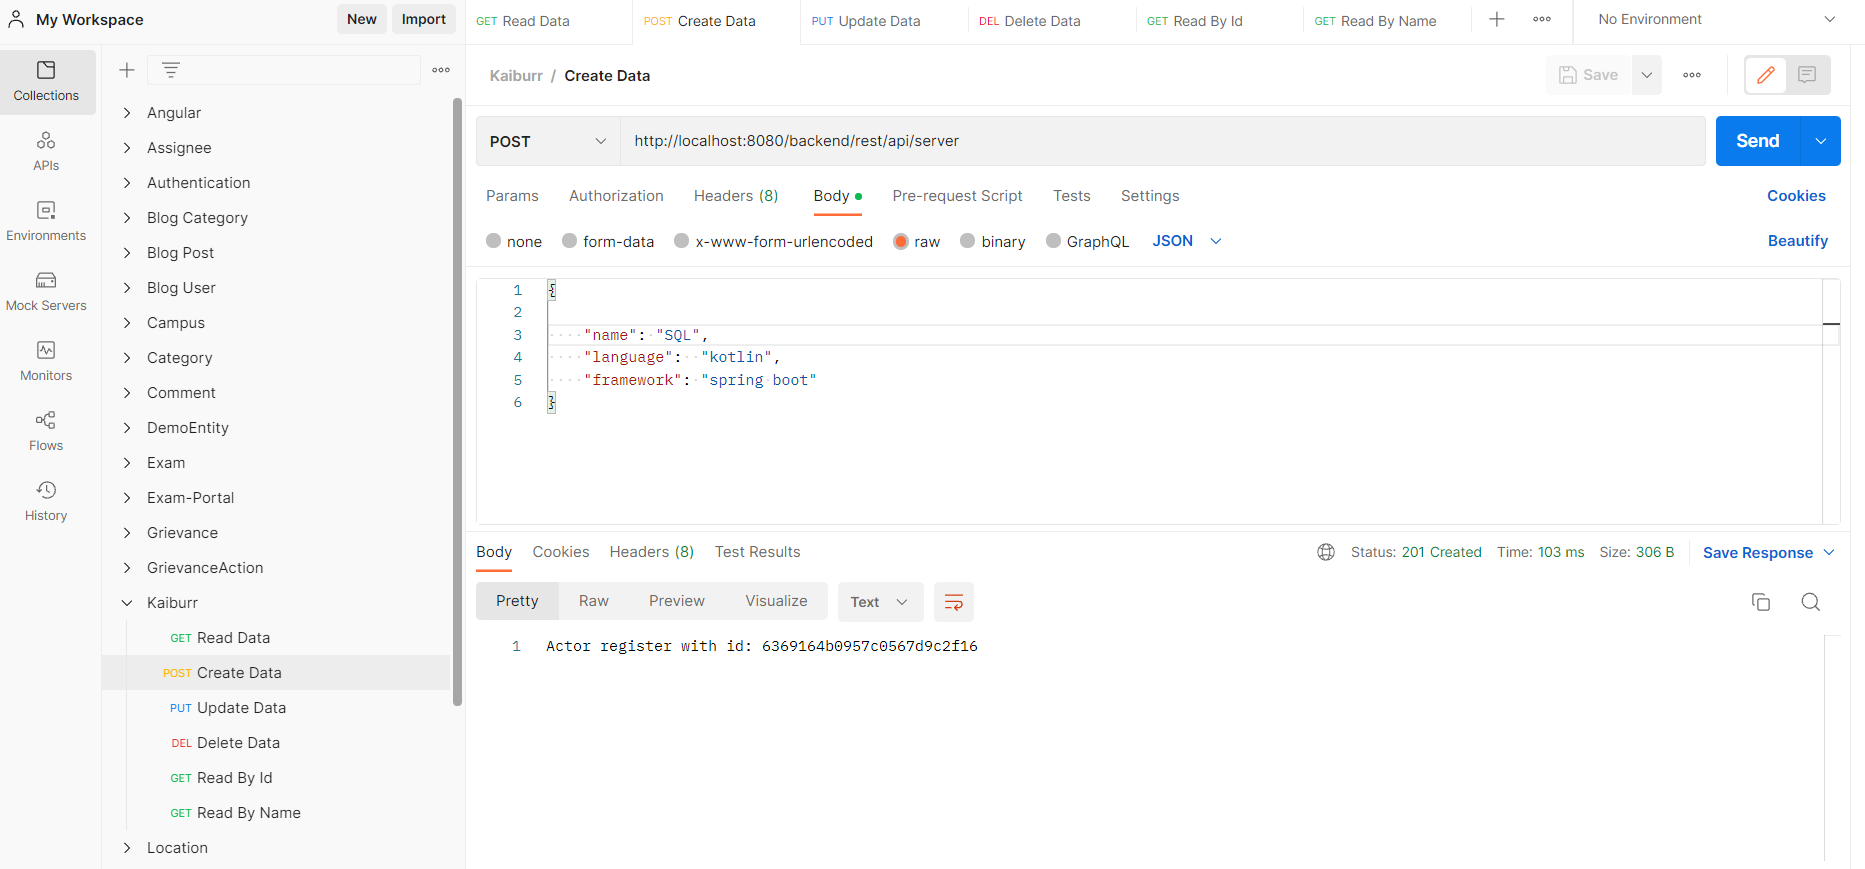 My Workspace
New
Import
GET Read Data
POST Create Data
PUT Update Data
DEL Delete Data
GET Read By Id
GET Read By Name
No Environment
Collections
APIs
Environments
Mock Servers
Monitors
Flows
History
Angular
Assignee
Authentication
Blog Category
Blog Post
Blog User
Campus
Category
Comment
DemoEntity
Exam
Exam-Portal
Grievance
GrievanceAction
Kaiburr
GET Read Data
POST Create Data
PUT Update Data
DEL Delete Data
GET Read By Id
GET Read By Name
Location
Kaiburr / Create Data
Save
POST
http://localhost:8080/backend/rest/api/server
Send
Params Authorization Headers (8) Body Pre-request Script Tests Settings
Cookies
none form-data x-www-form-urlencoded raw binary GraphQL JSON
Beautify
1 {
2
3 "name": "SQL",
4 "language": "kotlin",
5 "framework": "spring boot"
6 }
Body Cookies Headers (8) Test Results
Status: 201 Created Time: 103 ms Size: 306 B Save Response
Pretty Raw Preview Visualize Text
1 Actor register with id: 6369164b0957c0567d9c2f16